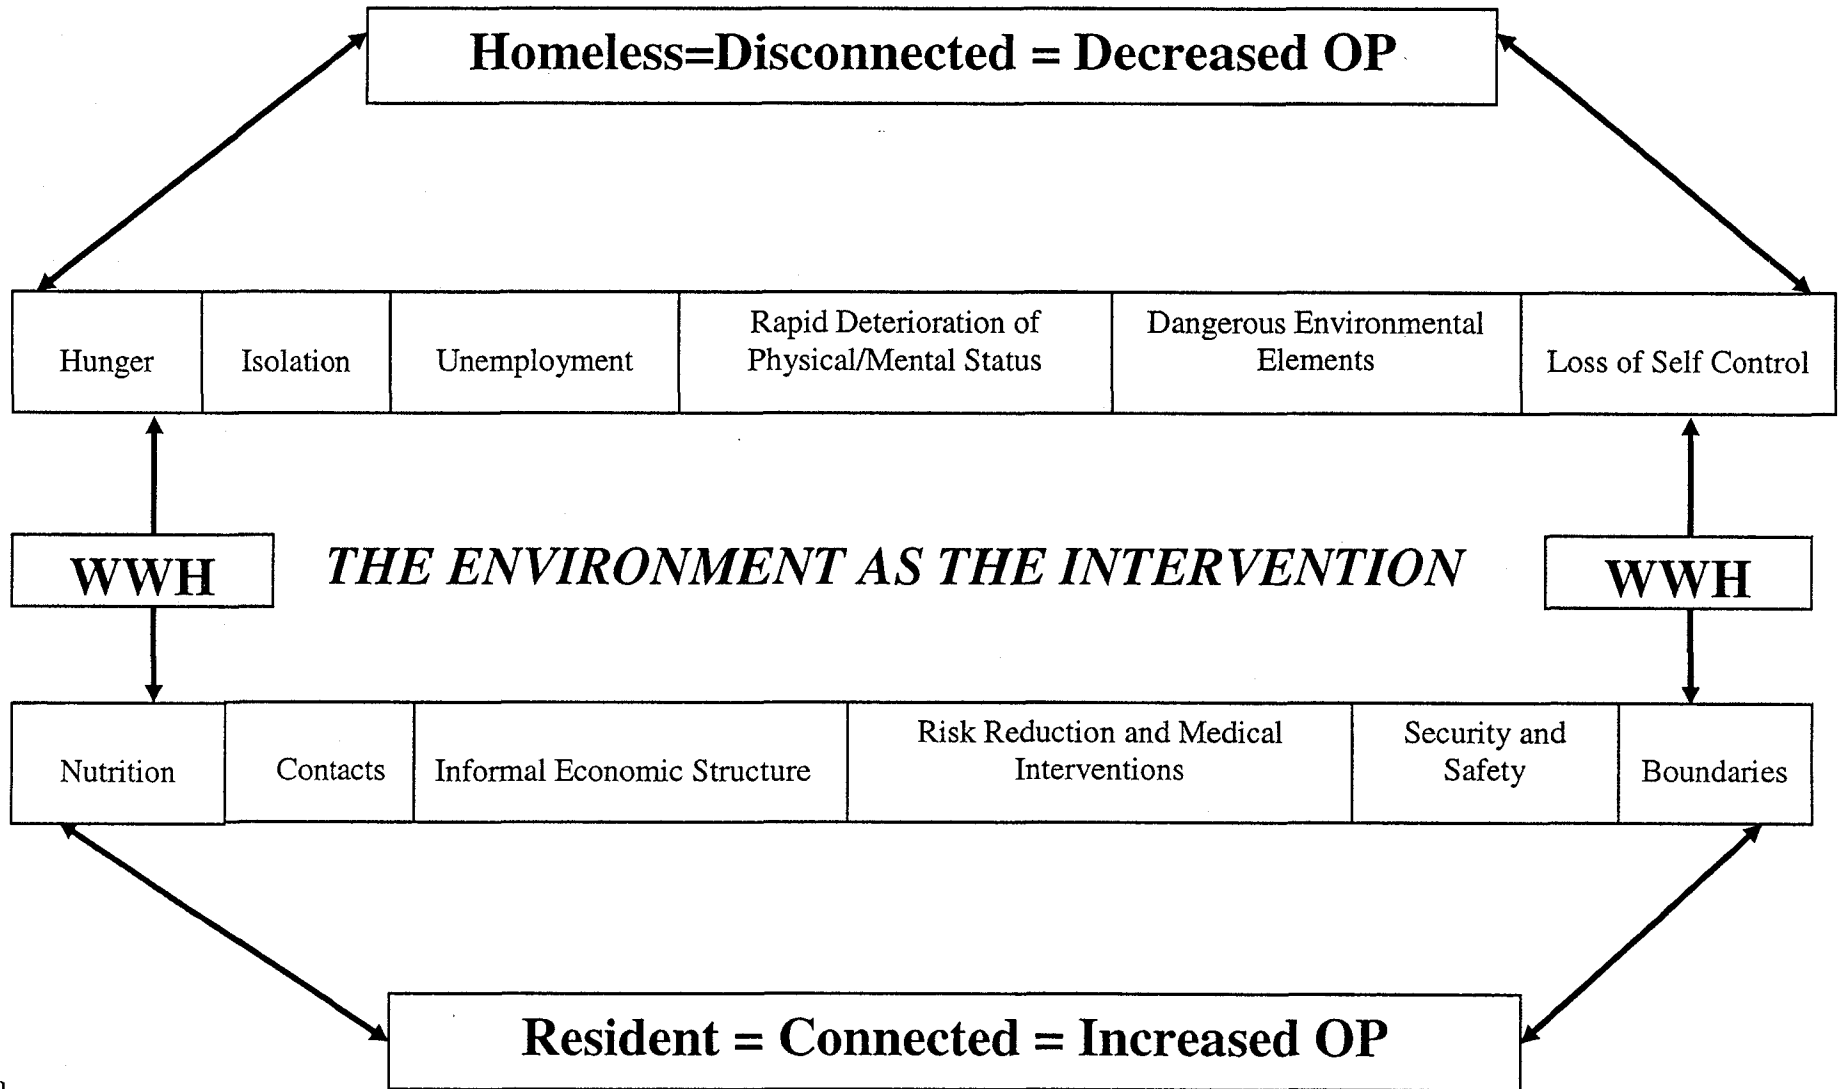 Homeless=Disconnected = Decreased OP
Hunger
Isolation
Unemployment
Rapid Deterioration of
Physical/Mental Status
Dangerous Environmental
Elements
Loss of Self Control
WWH
THE ENVIRONMENT AS THE INTERVENTION
WWH
Nutrition
Contacts
Informal Economic Structure
Risk Reduction and Medical
Interventions
Security and
Safety
Boundaries
Resident = Connected = Increased OP